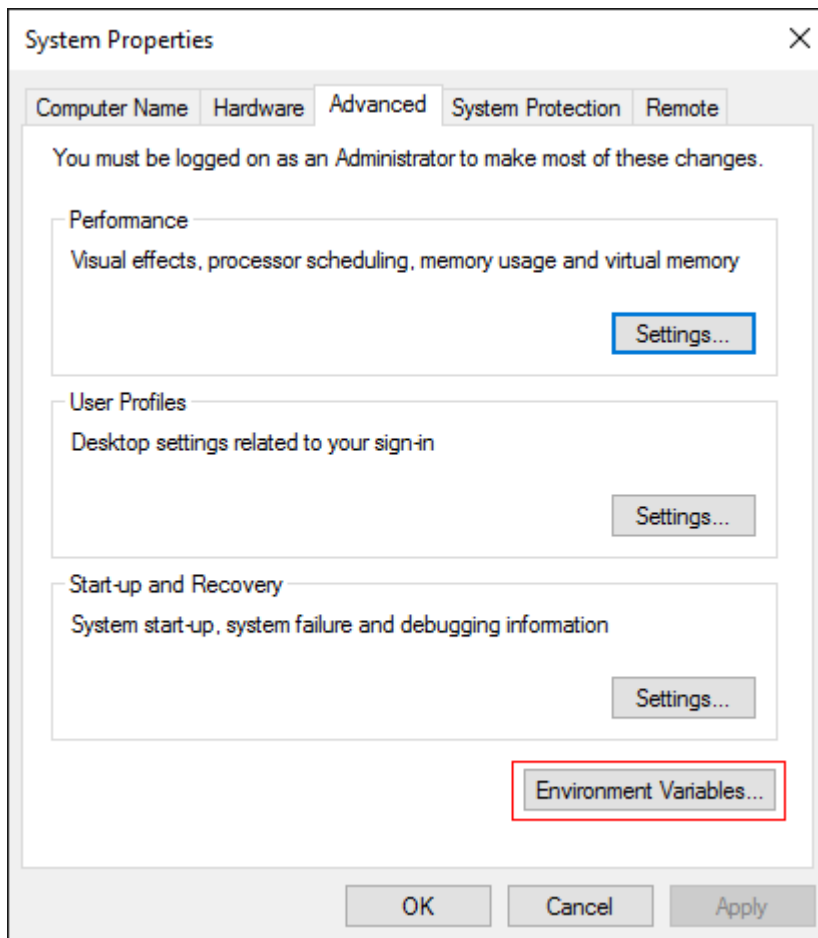 System Properties
Computer Name Hardware Advanced System Protection Remote
You must be logged on as an Administrator to make most of these changes.
Performance
Visual effects, processor scheduling, memory usage and virtual memory
Settings...
User Profiles
Desktop settings related to your sign-in
Settings...
Start-up and Recovery
System start-up, system failure and debugging information
Settings...
Environment Variables...
OK Cancel Apply